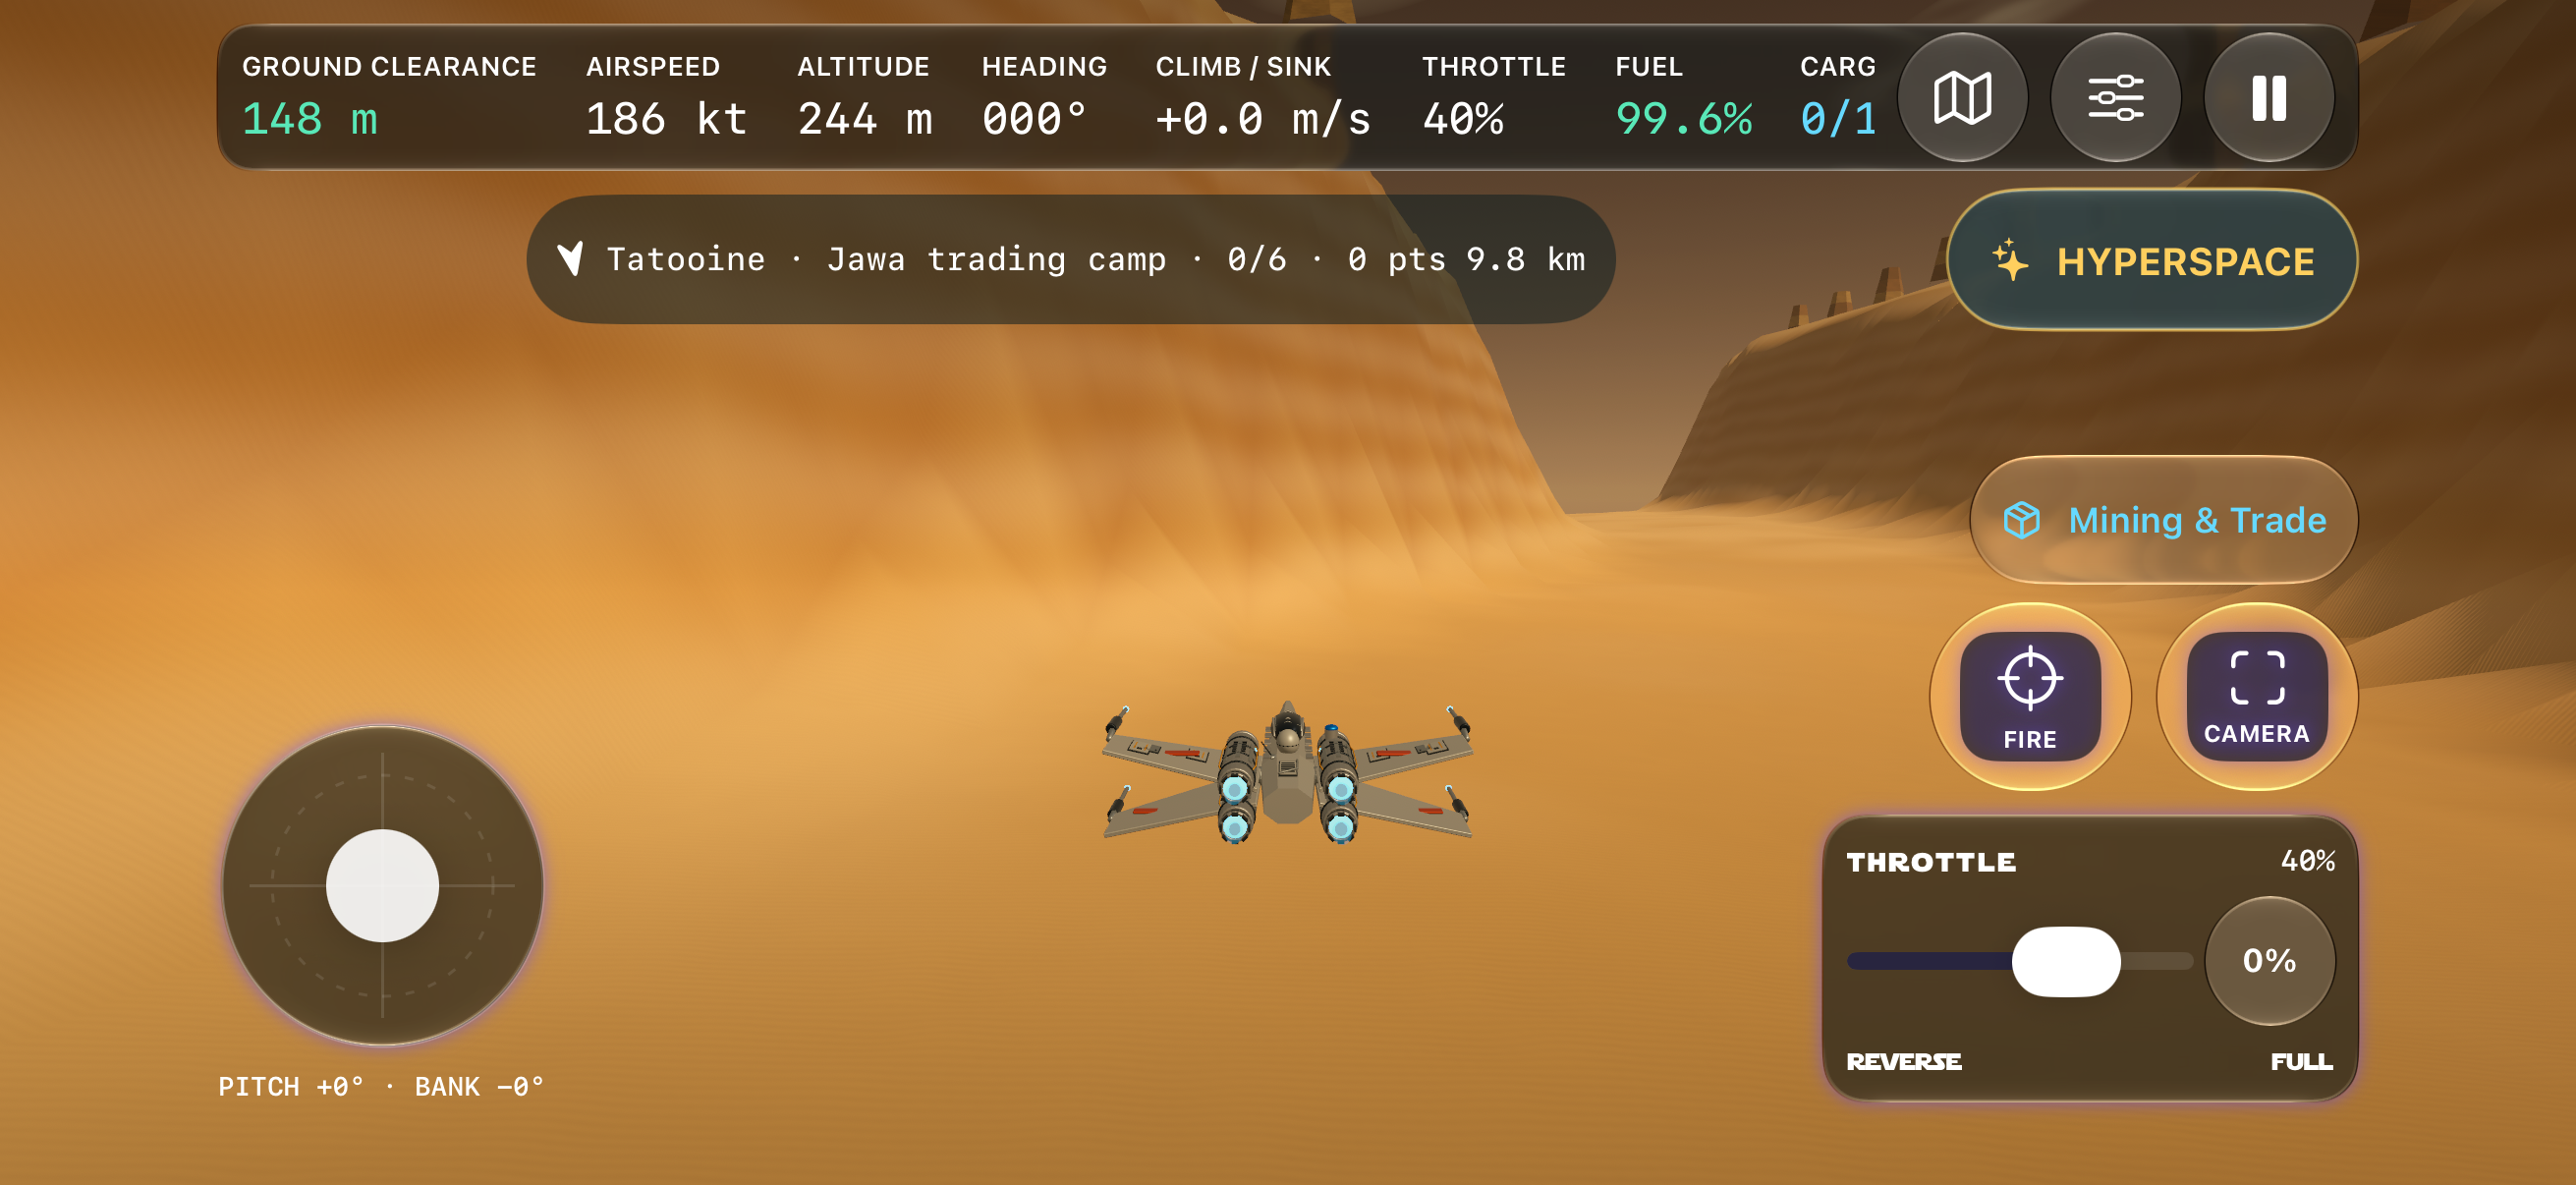 GROUND CLEARANCE AIRSPEED ALTITUDE HEADING CLIMB / SINK THROTTLE FUEL CARG
148 m 186 kt 244 m 000° +0.0 m/s 40% 99.6% 0/1
Tatooine · Jawa trading camp · 0/6 · 0 pts 9.8 km
HYPERSPACE
Mining & Trade
FIRE CAMERA
THROTTLE 40%
0%
REVERSE FULL
PITCH +0° · BANK −0°